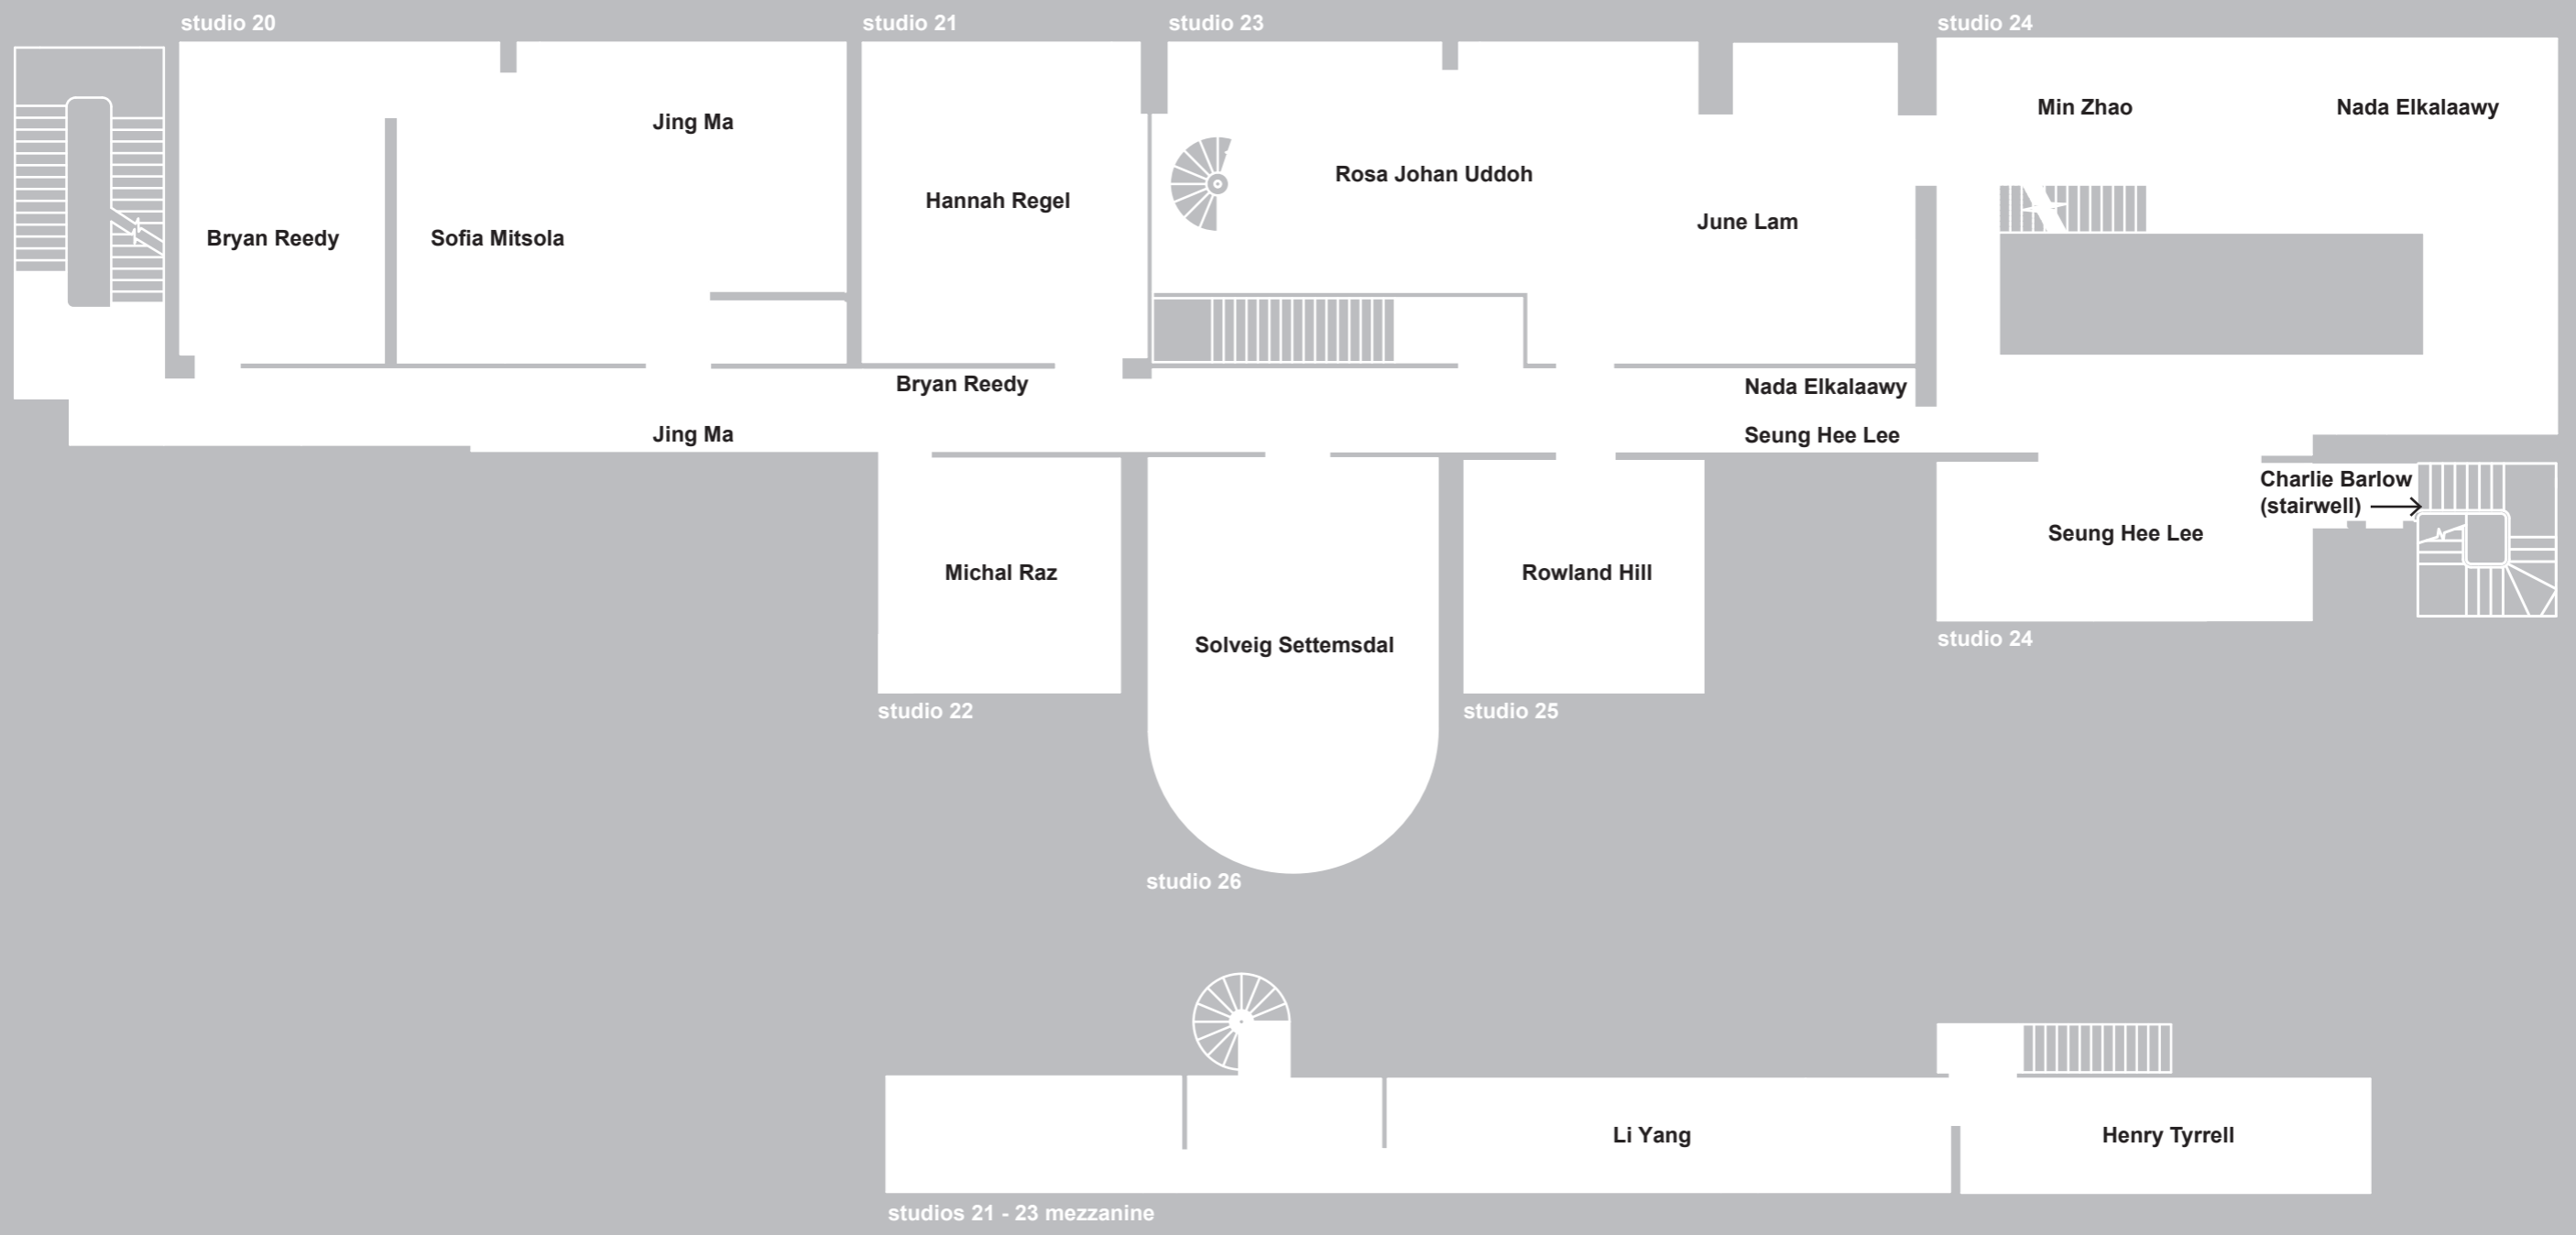 studio 20
studio 21
studio 23
studio 24
Jing Ma
Min Zhao
Nada Elkalaawy
Hannah Regel
Rosa Johan Uddoh
June Lam
Bryan Reedy
Sofia Mitsola
Bryan Reedy
Nada Elkalaawy
Jing Ma
Seung Hee Lee
Charlie Barlow
(stairwell)
Seung Hee Lee
Michal Raz
Rowland Hill
Solveig Settemsdal
studio 24
studio 22
studio 25
studio 26
Li Yang
Henry Tyrrell
studios 21 - 23 mezzanine